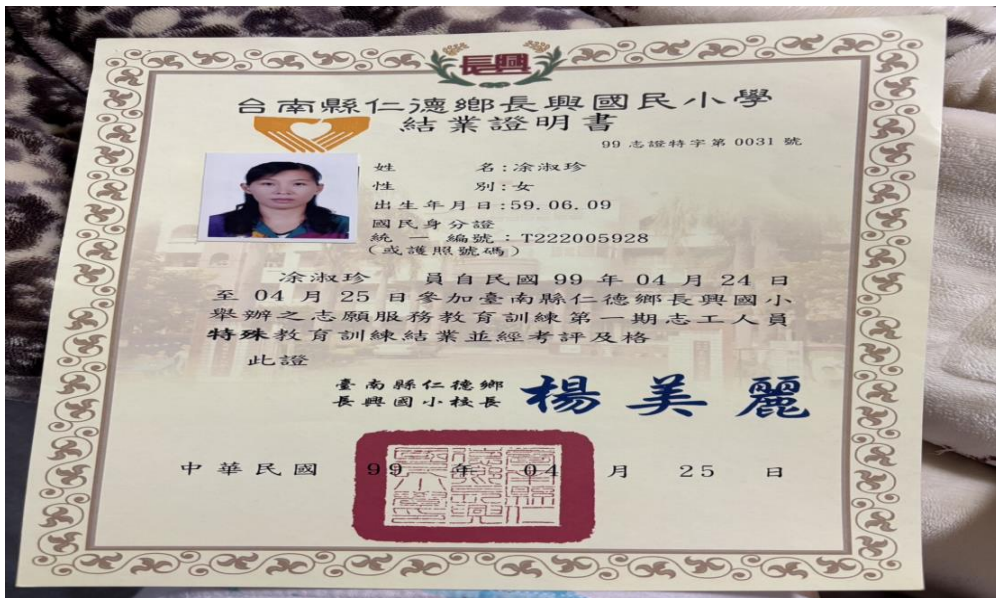 長興
台南縣仁德鄉長興國民小學
結業證明書
99 志證特字第 0031 號
姓 名:涂淑珍
性 別:女
出生年月日:59.06.09
國民身分證
統一編號:T222005928
(或護照號碼)
涂淑珍 員自民國 99 年 04 月 24 日
至 04 月 25 日參加臺南縣仁德鄉長興國小
舉辦之志願服務教育訓練第一期志工人員
特殊教育訓練結業並經考評及格
此證
臺南縣仁德鄉
長興國小校長 楊美麗
中華民國 99 年 04 月 25 日